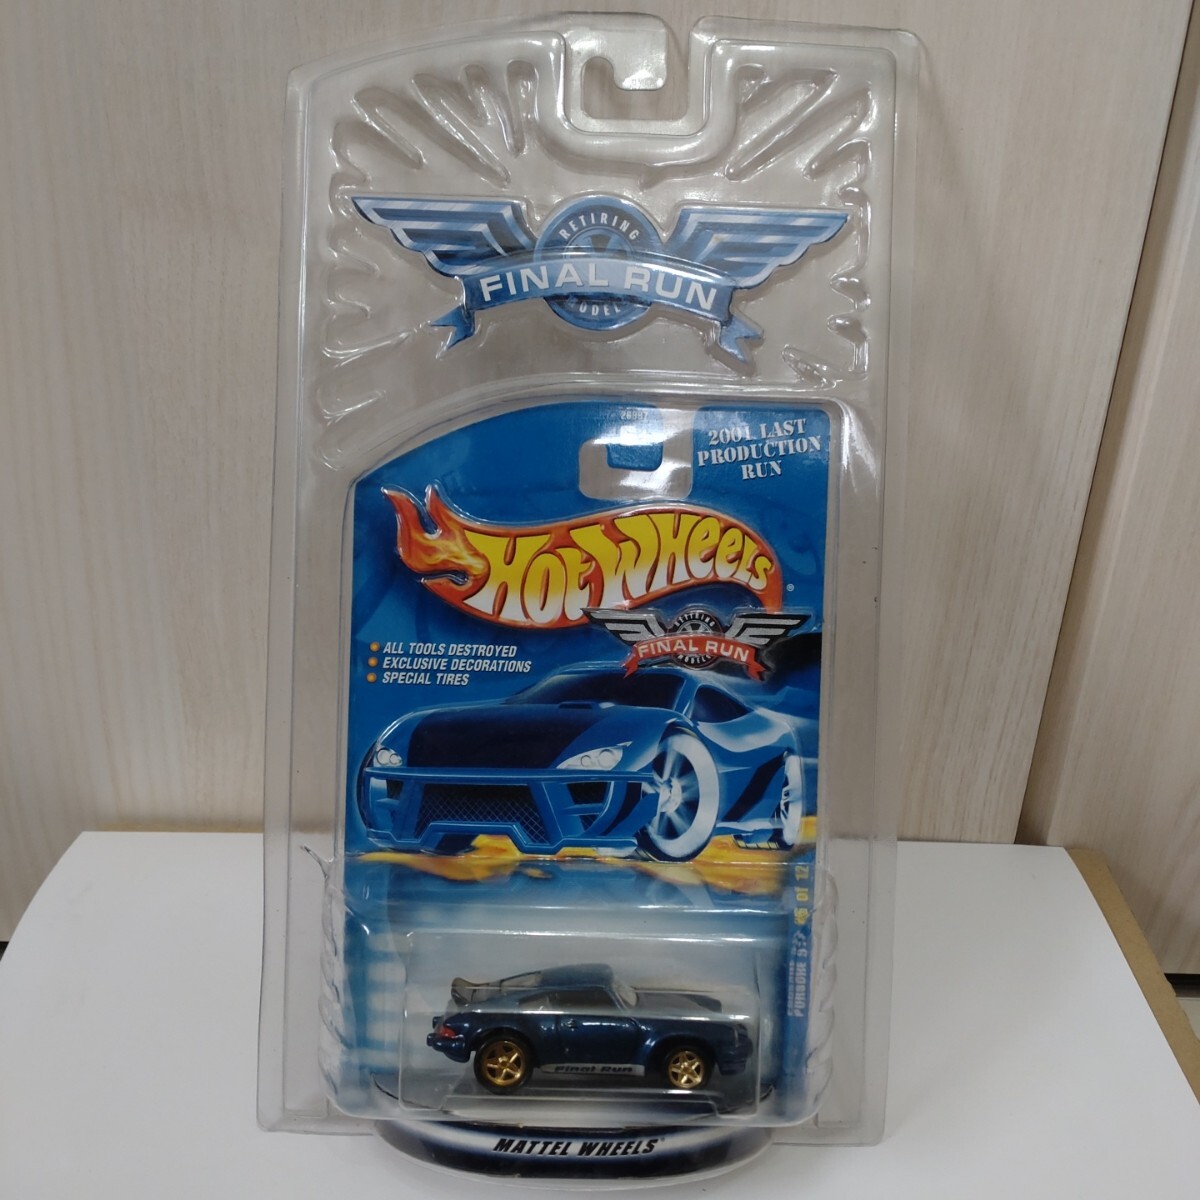 RETIRING
FINAL RUN
MODELS
2001 LAST
PRODUCTION
RUN
HOT WHEELS
®
RETIRING
FINAL RUN
MODELS
ALL TOOLS DESTROYED
EXCLUSIVE DECORATIONS
SPECIAL TIRES
of 12
PORSCHE
Final Run
MATTEL WHEELS